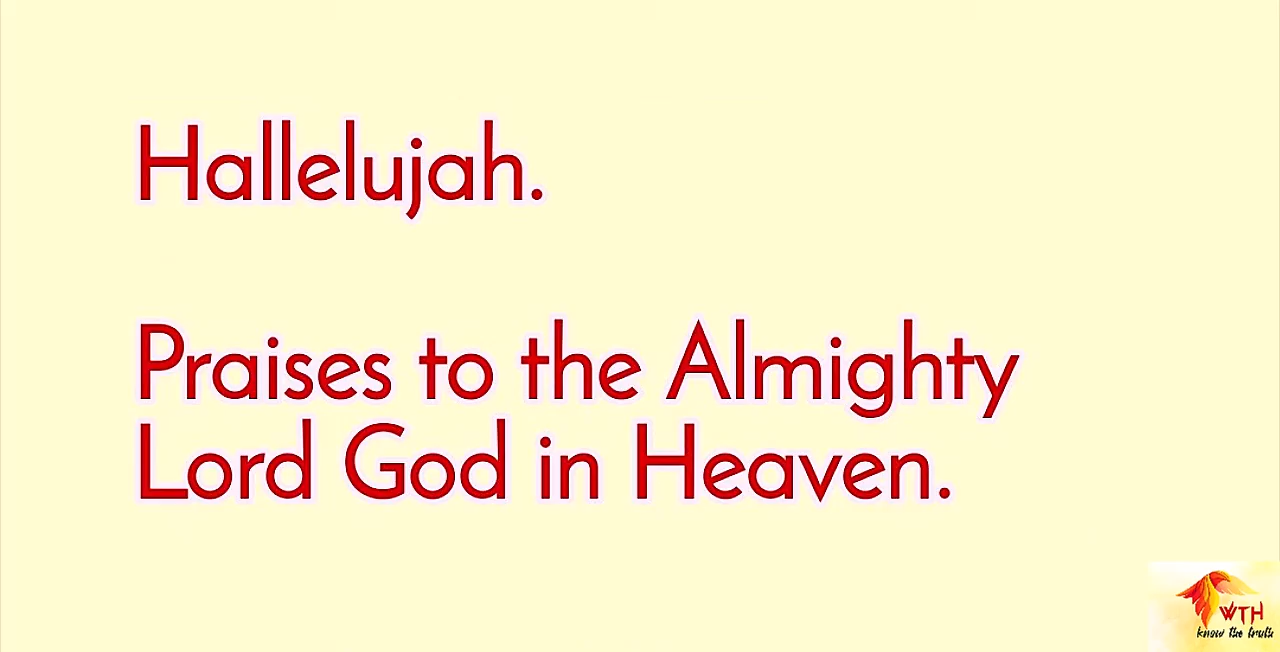 Hallelujah.
Praises to the Almighty
Lord God in Heaven.
WTH
know the truth